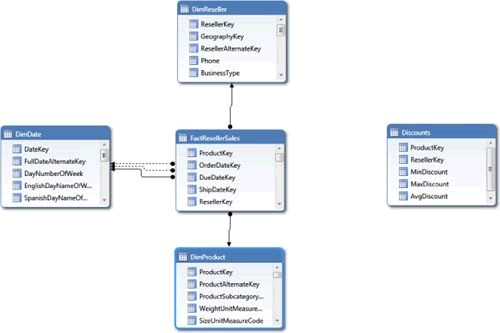 DimReseller
ResellerKey
GeographyKey
ResellerAlternateKey
Phone
BusinessType
DimDate
DateKey
FullDateAlternateKey
DayNumberOfWeek
EnglishDayNameOfW...
SpanishDayNameOf...
FactResellerSales
ProductKey
OrderDateKey
DueDateKey
ShipDateKey
ResellerKey
Discounts
ProductKey
ResellerKey
MinDiscount
MaxDiscount
AvgDiscount
DimProduct
ProductKey
ProductAlternateKey
ProductSubcategory...
WeightUnitMeasure...
SizeUnitMeasureCode